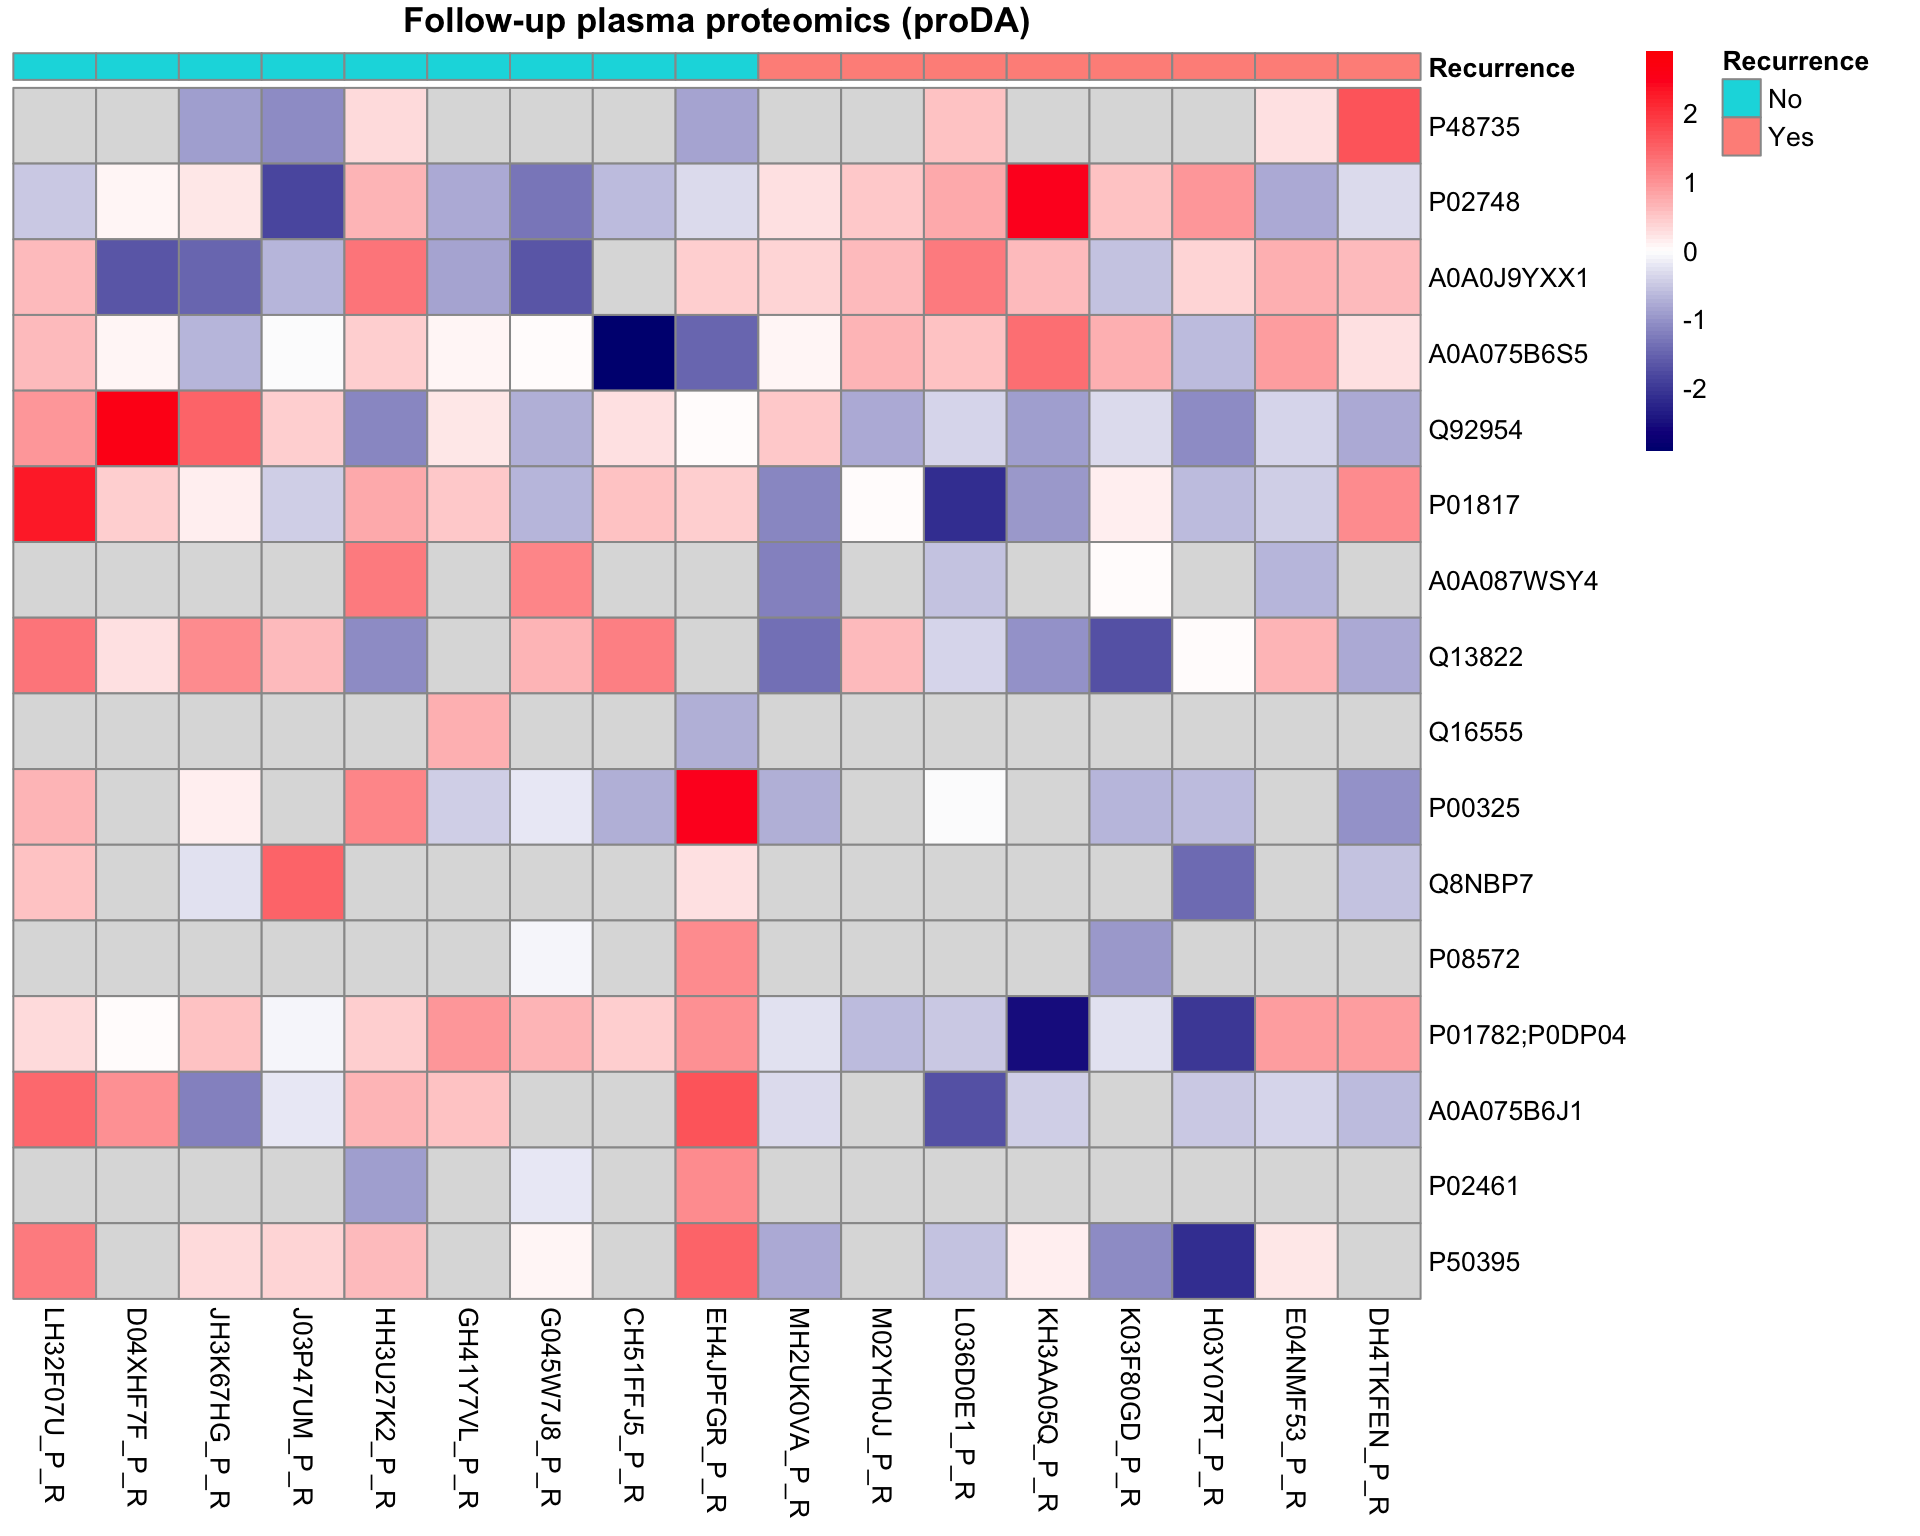 Follow-up plasma proteomics (proDA)
Recurrence
P48735
P02748
A0A0J9YXX1
A0A075B6S5
Q92954
P01817
A0A087WSY4
Q13822
Q16555
P00325
Q8NBP7
P08572
P01782;P0DP04
A0A075B6J1
P02461
P50395
LH32F07U_P_R
D04XHF7F_P_R
JH3K67HG_P_R
J03P47UM_P_R
HH3U27K2_P_R
GH41Y7VL_P_R
G045W7J8_P_R
CH51FFJ5_P_R
EH4JPFGR_P_R
MH2UK0VA_P_R
M02YH0JJ_P_R
L036D0E1_P_R
KH3AA05Q_P_R
K03F80GD_P_R
H03Y07RT_P_R
E04NMF53_P_R
DH4TKFEN_P_R
2
1
0
-1
-2
Recurrence
No
Yes